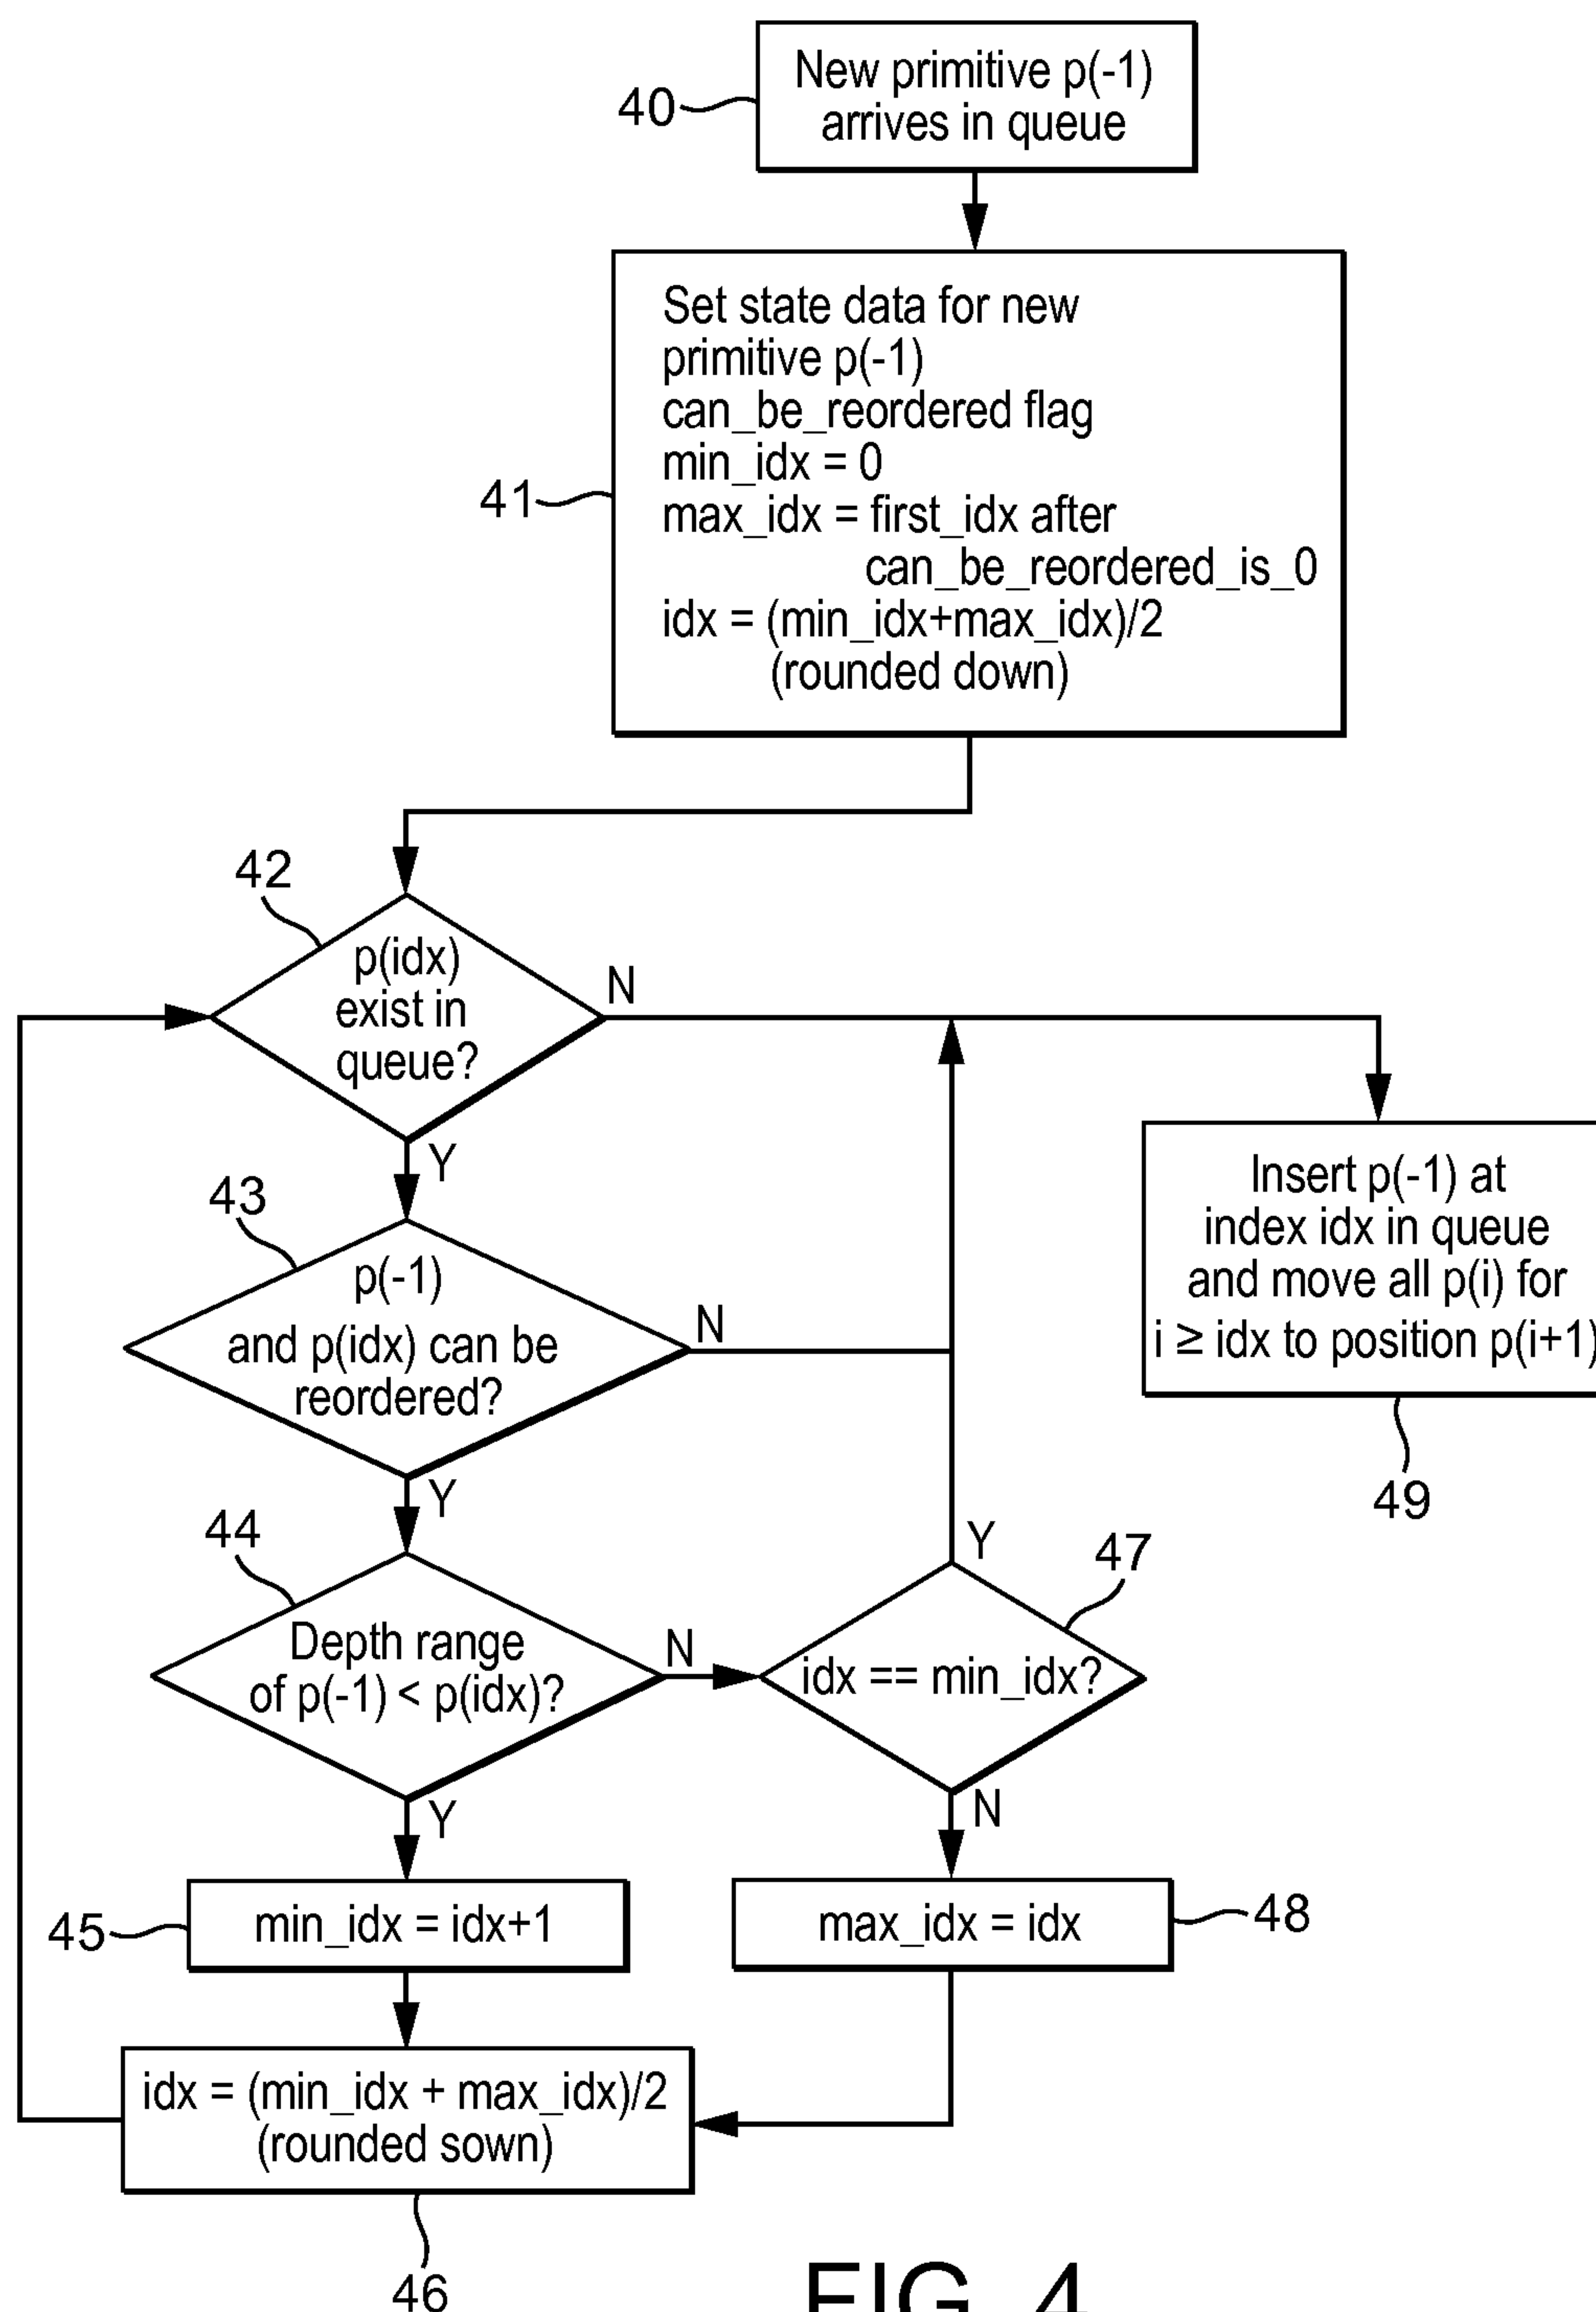 40
New primitive p(-1)
arrives in queue
41
Set state data for new
primitive p(-1)
can_be_reordered flag
min_idx = 0
max_idx = first_idx after
can_be_reordered_is_0
idx = (min_idx+max_idx)/2
(rounded down)
42
p(idx)
exist in
queue?
N
Y
43
p(-1)
and p(idx) can be
reordered?
N
Y
Insert p(-1) at
index idx in queue
and move all p(i) for
i ≥ idx to position p(i+1)
49
44
Depth range
of p(-1) < p(idx)?
N
Y
47
idx == min_idx?
Y
N
45
min_idx = idx+1
max_idx = idx
48
idx = (min_idx + max_idx)/2
(rounded sown)
46
FIG. 4